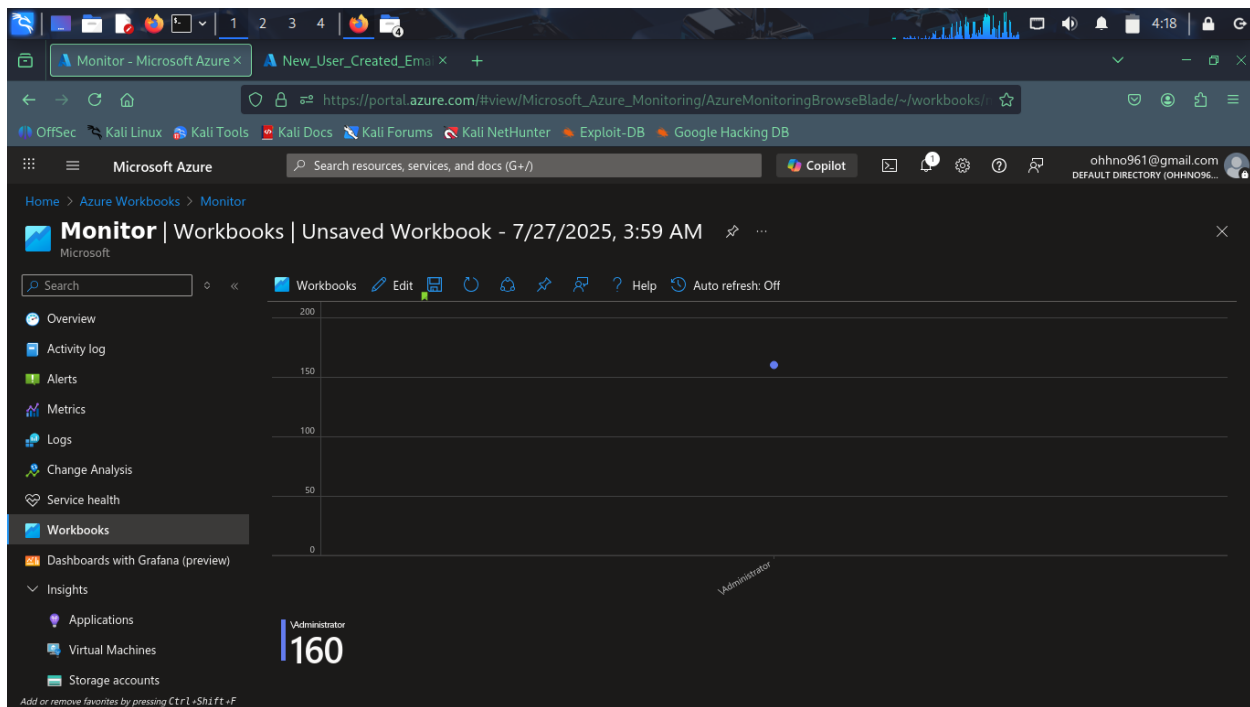 1 2 3 4 4 4:18
Monitor - Microsoft Azure × New_User_Created_Emai × +
https://portal.azure.com/#view/Microsoft_Azure_Monitoring/AzureMonitoringBrowseBlade/~/workbooks/
OffSec Kali Linux Kali Tools Kali Docs Kali Forums Kali NetHunter Exploit-DB Google Hacking DB
Microsoft Azure Search resources, services, and docs (G+/) Copilot 1 ohhno961@gmail.com
DEFAULT DIRECTORY (OHHNO96...
Home > Azure Workbooks > Monitor
Monitor | Workbooks | Unsaved Workbook - 7/27/2025, 3:59 AM ...
Microsoft
Search Workbooks Edit ? Help Auto refresh: Off
Overview
Activity log
Alerts
Metrics
Logs
Change Analysis
Service health
Workbooks
Dashboards with Grafana (preview)
Insights
Applications
Virtual Machines
Storage accounts
Add or remove favorites by pressing Ctrl+Shift+F
200
150
100
50
0
\Administrator
\Administrator
160